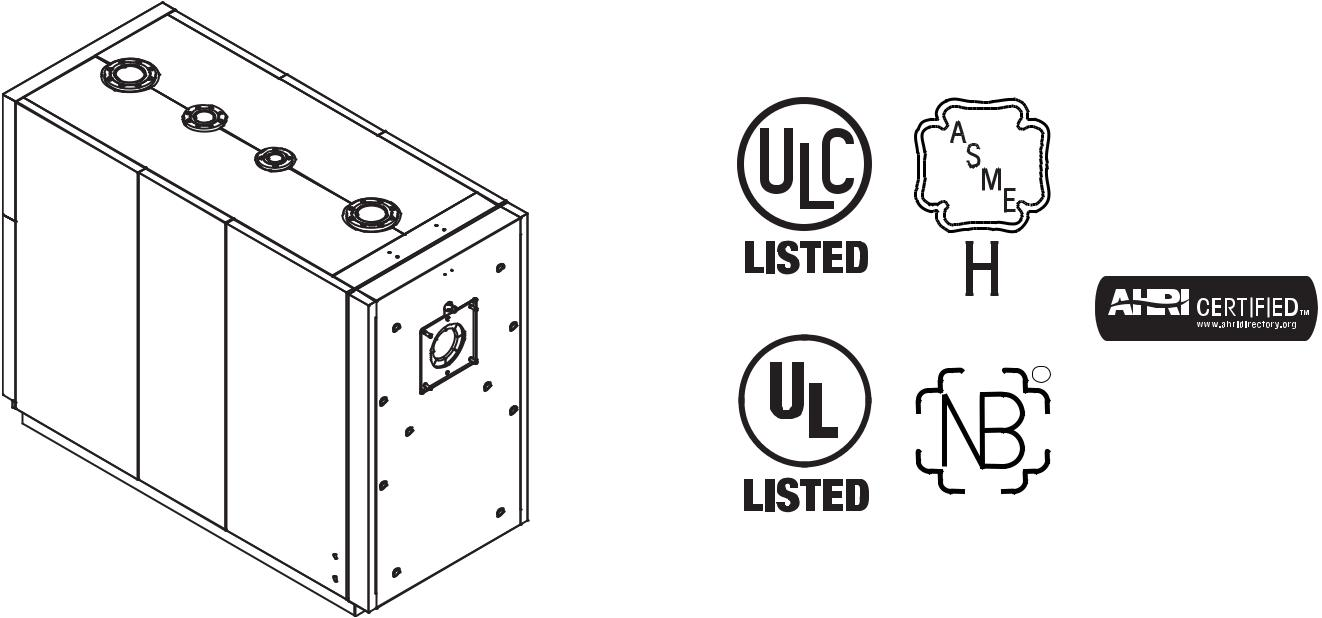 ULC
LISTED
ASME
H
AHRI CERTIFIED™
www.ahridirectory.org
UL
LISTED
NB